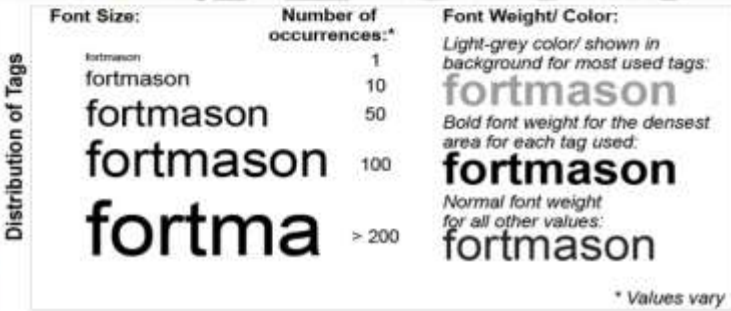 Distribution of Tags
Font Size:
Number of
occurrences:*
fortmason 1
fortmason 10
fortmason 50
fortmason 100
fortma > 200
Font Weight/ Color:
Light-grey color/ shown in
background for most used tags:
fortmason
Bold font weight for the densest
area for each tag used:
fortmason
Normal font weight
for all other values:
fortmason
* Values vary